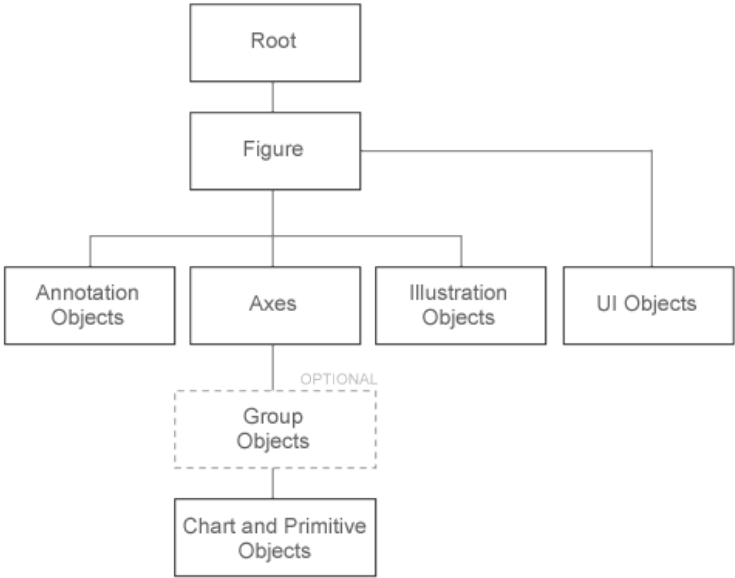 Root
Figure
Annotation
Objects
Axes
Illustration
Objects
UI Objects
OPTIONAL
Group
Objects
Chart and Primitive
Objects